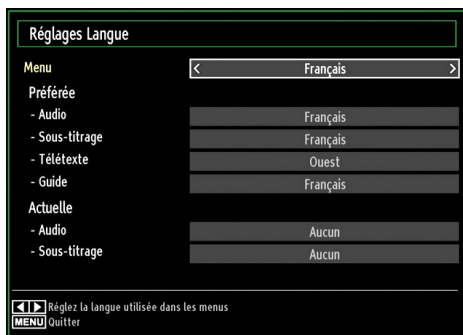 Réglages Langue
Menu < Français >
Préférée
- Audio Français
- Sous-titrage Français
- Télétexte Ouest
- Guide Français
Actuelle
- Audio Aucun
- Sous-titrage Aucun
Réglez la langue utilisée dans les menus
MENU Quitter